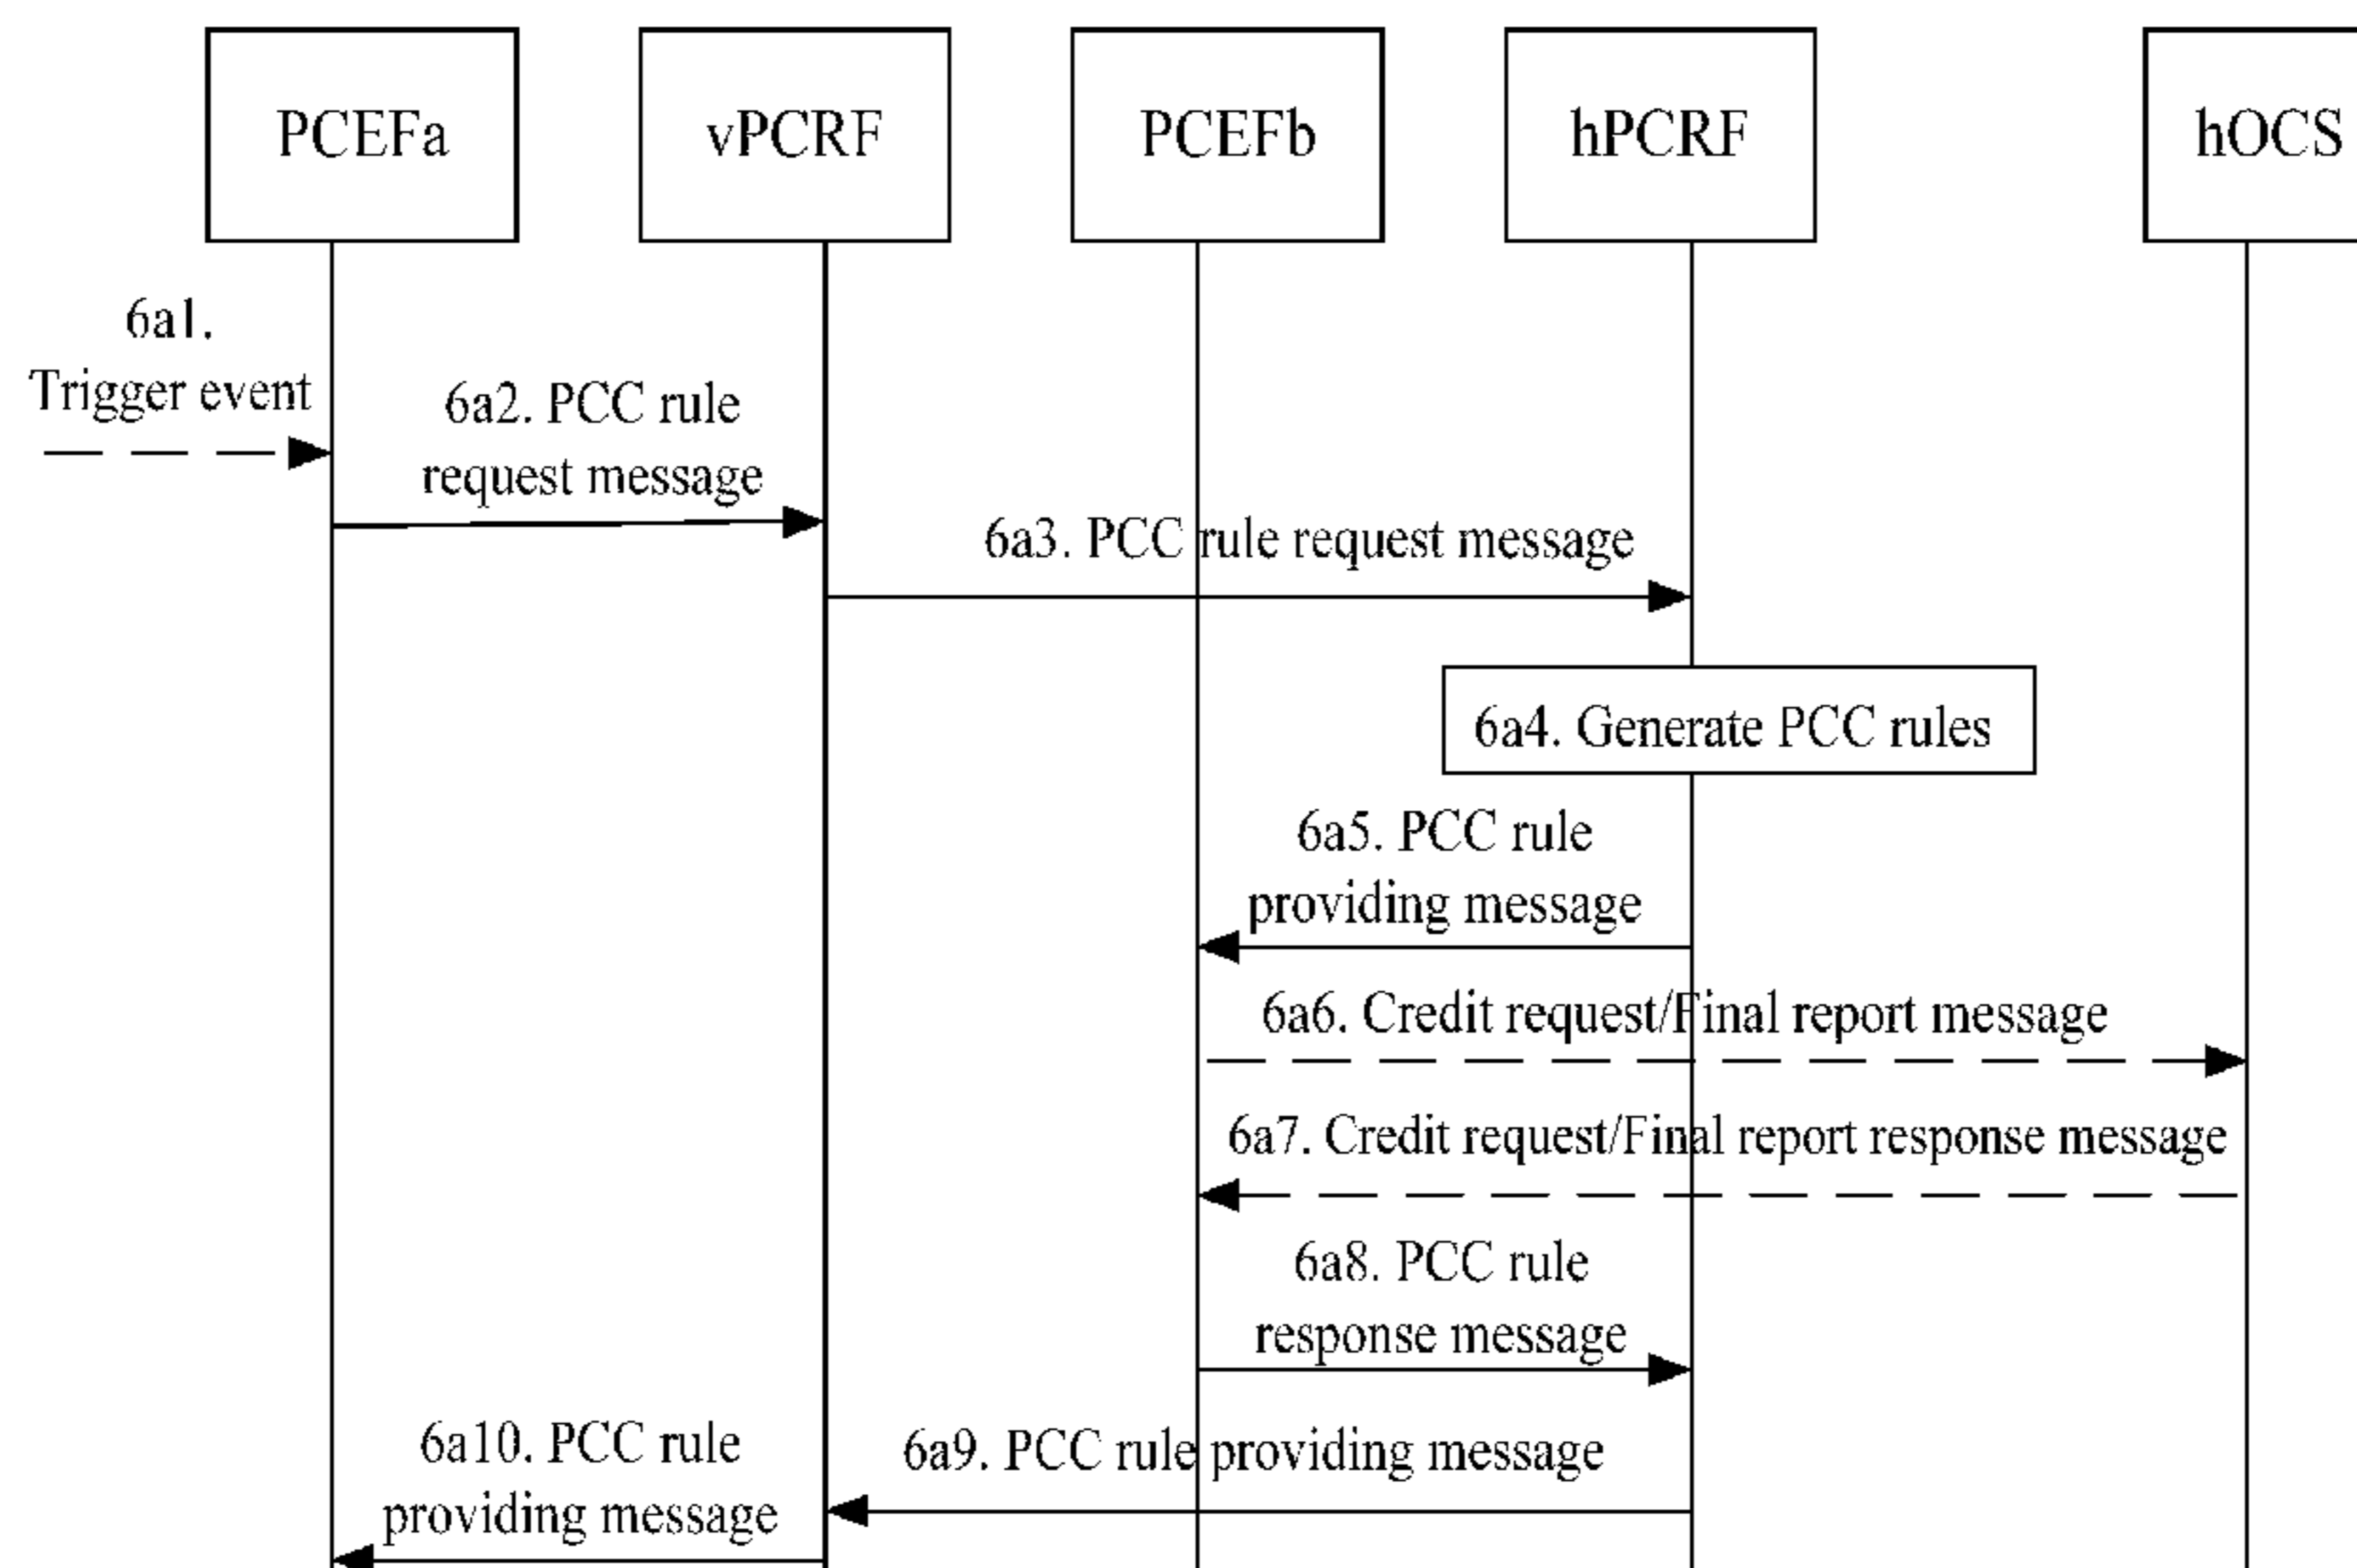 PCEFa
vPCRF
PCEFb
hPCRF
hOCS
6a1.
Trigger event
6a2. PCC rule
request message
6a3. PCC rule request message
6a4. Generate PCC rules
6a5. PCC rule
providing message
6a6. Credit request/Final report message
6a7. Credit request/Final report response message
6a8. PCC rule
response message
6a9. PCC rule providing message
6a10. PCC rule
providing message